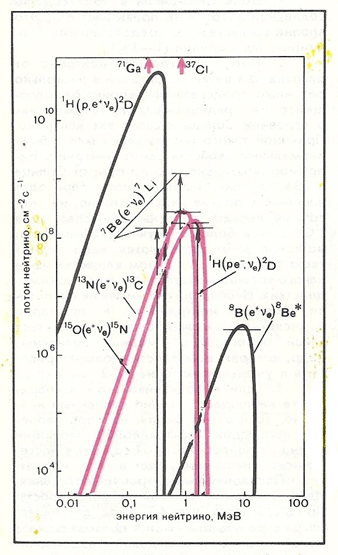 ⁷¹Ga ³⁷Cl
¹H(p,e⁺νₑ)²D
10¹⁰
⁷Be(e⁻νₑ)⁷Li
10⁸
¹H(pe⁻,νₑ)²D
¹³N(e⁺νₑ)¹³C
¹⁵O(e⁺νₑ)¹⁵N
⁸B(e⁺νₑ)⁸Be*
10⁶
10⁴
поток нейтрино, см⁻²с⁻¹
0,01 0,1 1 10 100
энергия нейтрино, МэВ